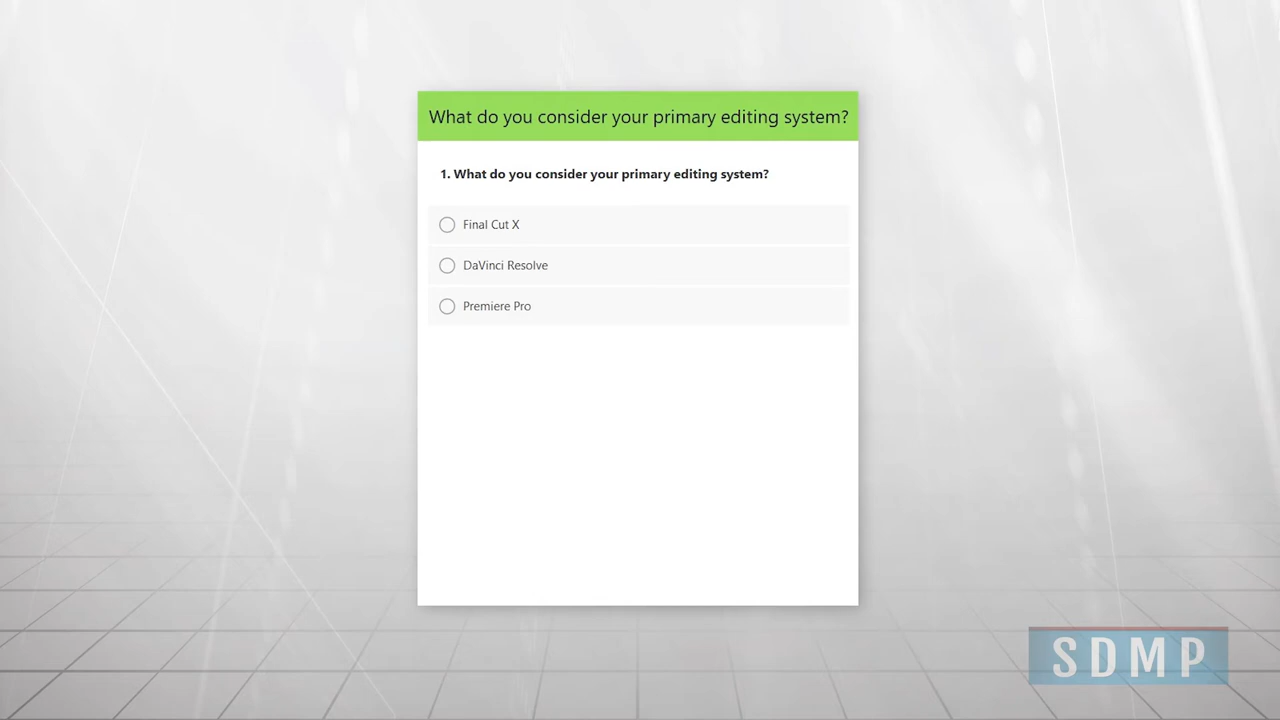 What do you consider your primary editing system?
1. What do you consider your primary editing system?
Final Cut X
DaVinci Resolve
Premiere Pro
SDMP